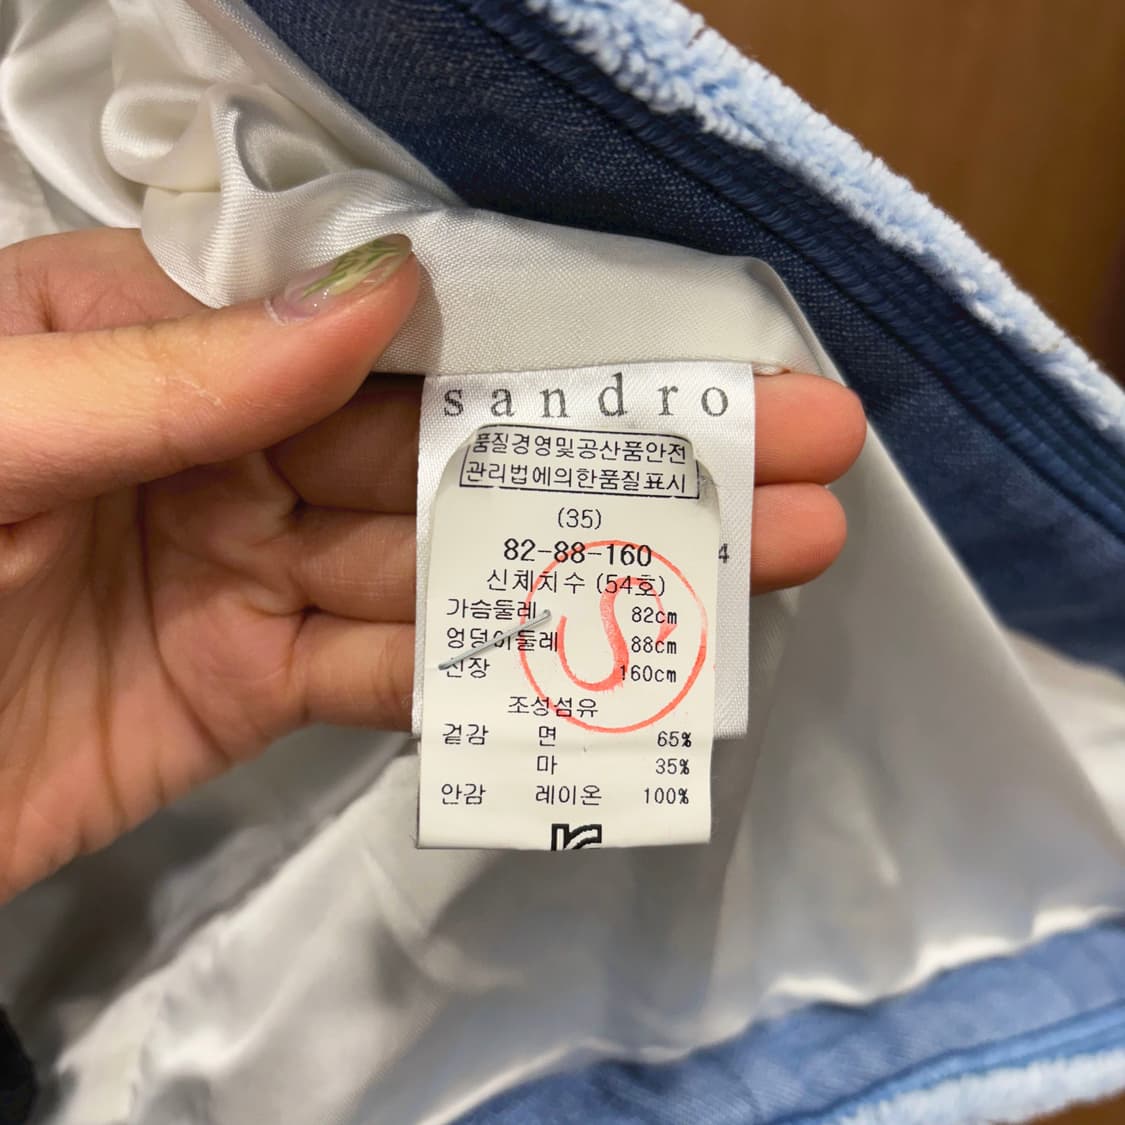 sandro
품질경영및공산품안전
관리법에의한품질표시
(35)
82-88-160
4
신체치수 (54호)
가슴둘레 82cm
엉덩이둘레 88cm
신장 160cm
조성섬유
겉감 면 65%
마 35%
안감 레이온 100%